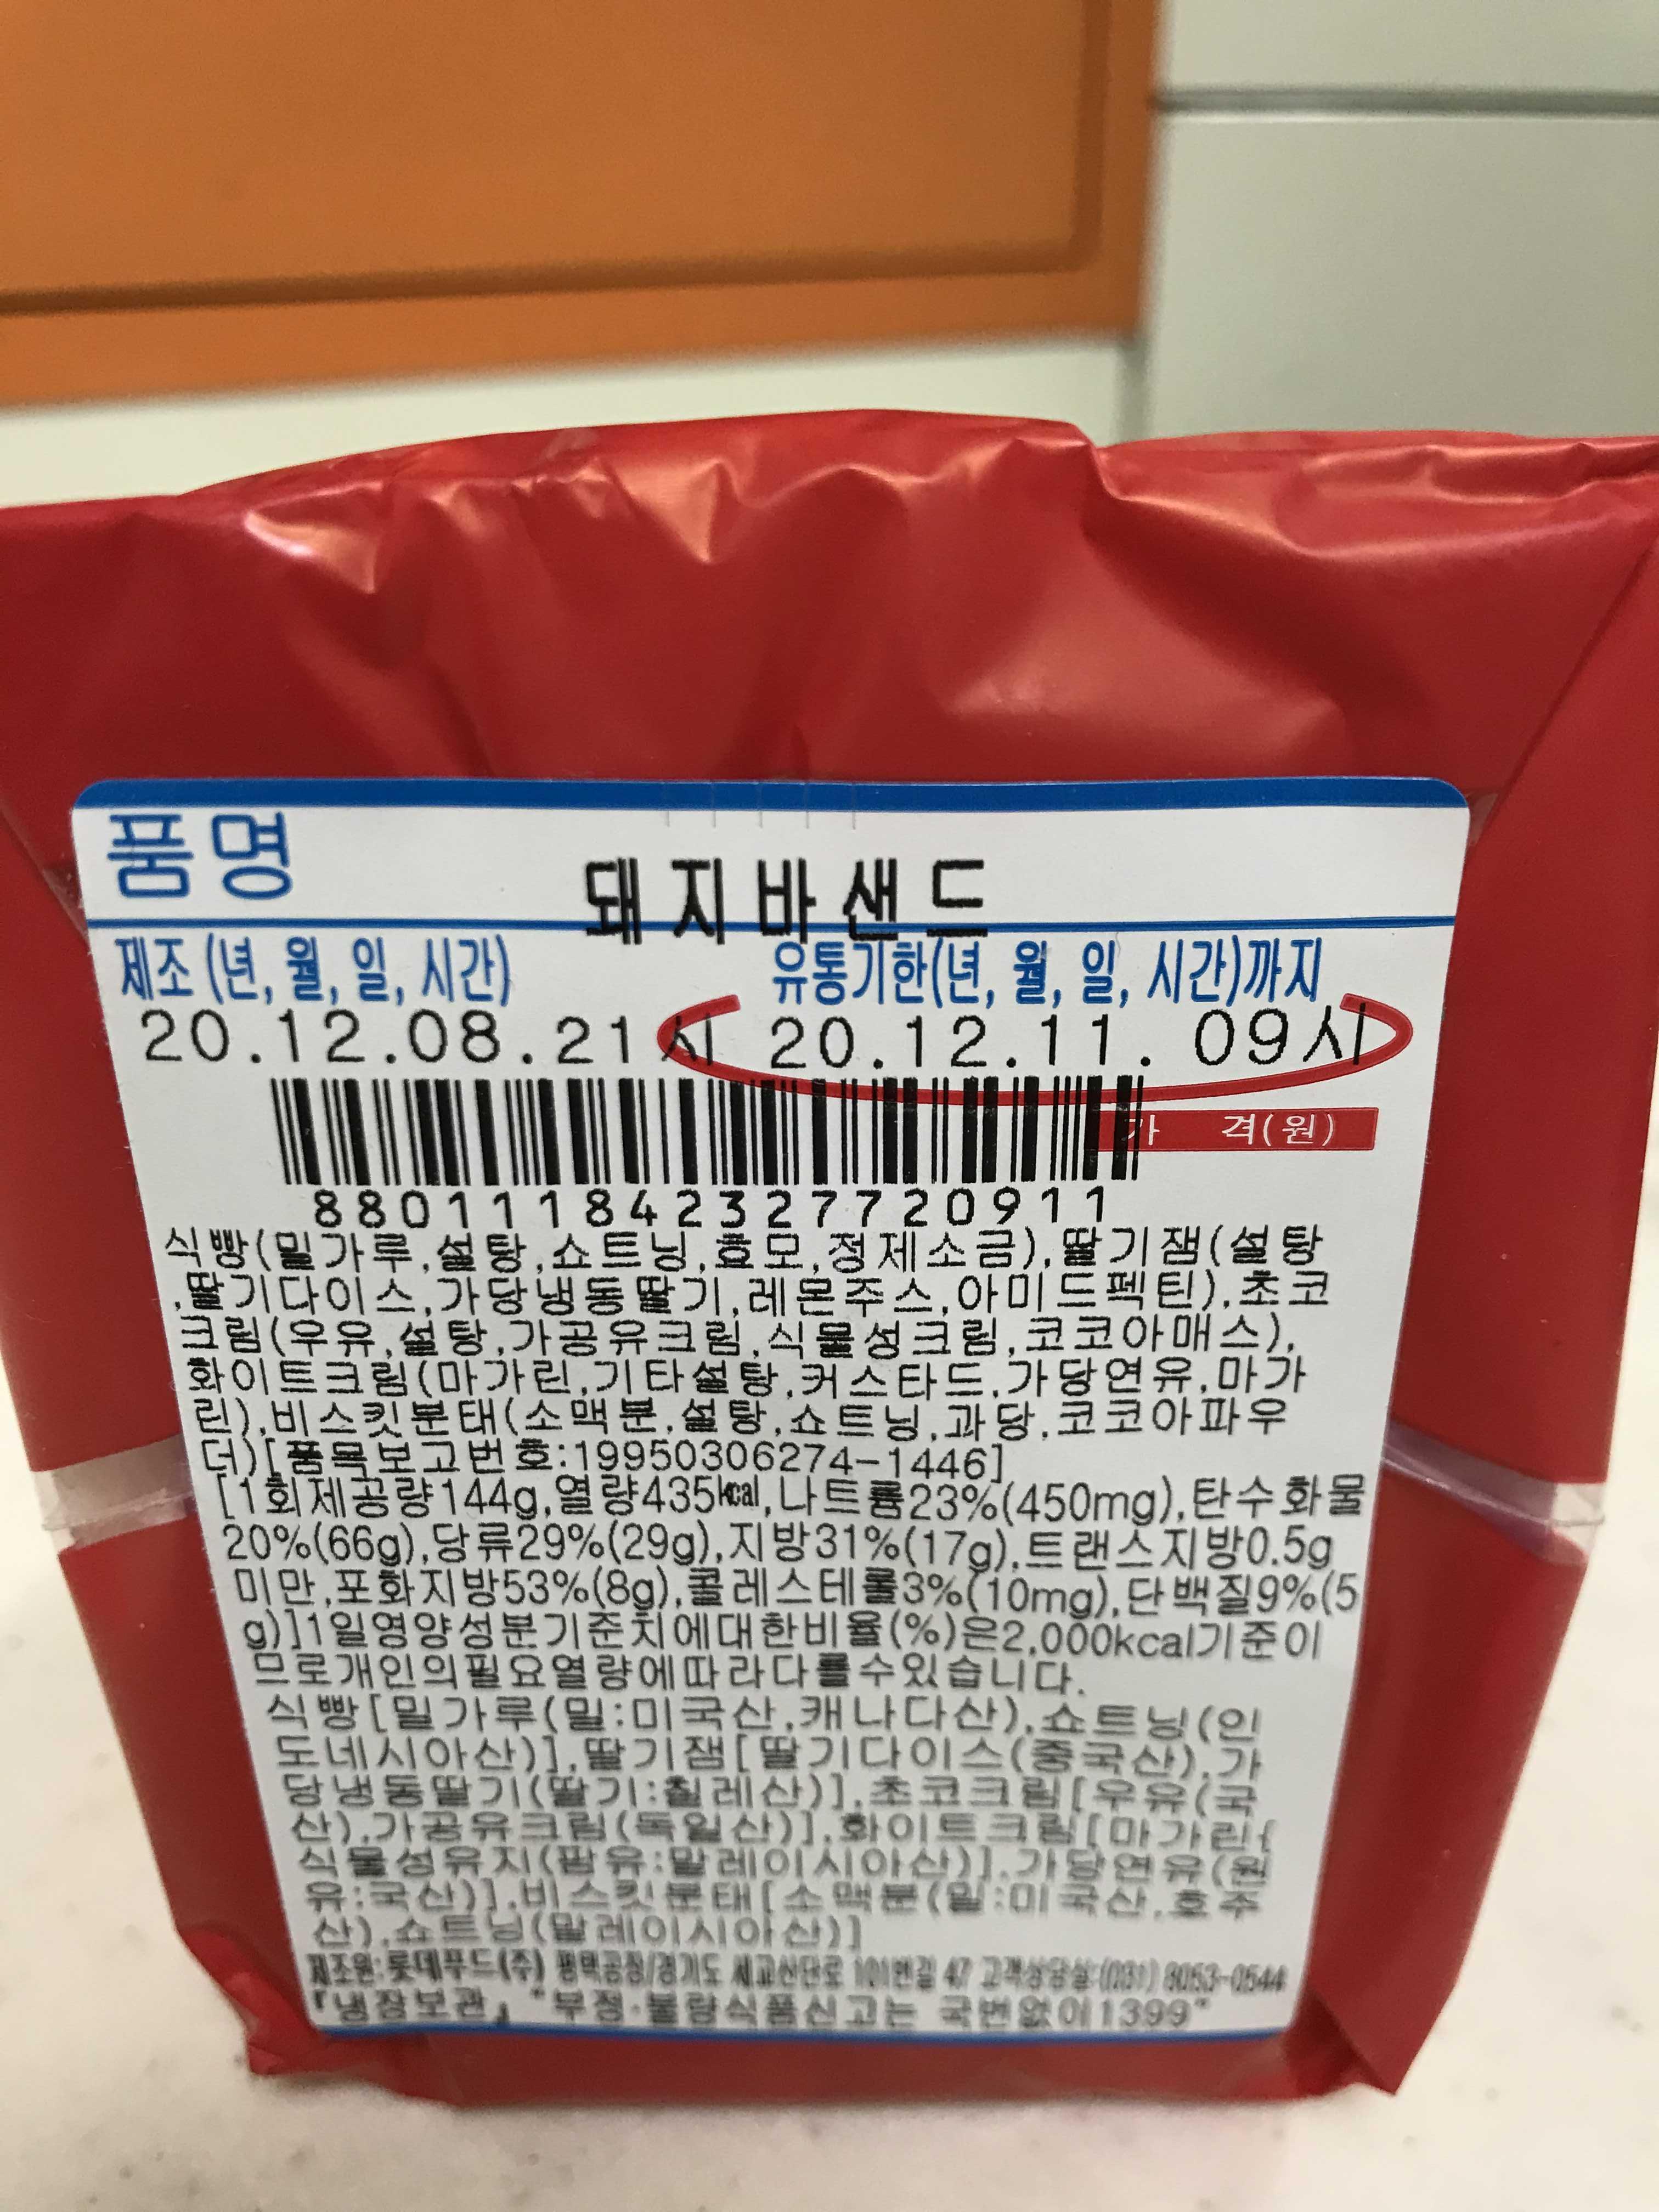 품명
돼지바샌드
제조 (년, 월, 일, 시간) 유통기한(년, 월, 일, 시간)까지
20.12.08.21시 20.12.11. 09시
가 격(원)
880111842327720911
식빵(밀가루,설탕,쇼트닝,효모,정제소금),딸기잼(설탕
,딸기다이스,가당냉동딸기,레몬주스,아미드펙틴),초코
크림(우유,설탕,가공유크림,식물성크림,코코아매스),
화이트크림(마가린,기타설탕,커스타드,가당연유,마가
린),비스킷분태(소맥분,설탕,쇼트닝,과당,코코아파우
더)[품목보고번호:19950306274-1446]
[1회제공량144g,열량435kcal,나트륨23%(450mg),탄수화물
20%(66g),당류29%(29g),지방31%(17g),트랜스지방0.5g
미만,포화지방53%(8g),콜레스테롤3%(10mg),단백질9%(5
g)]1일영양성분기준치에대한비율(%)은2,000kcal기준이
므로개인의필요열량에따라다를수있습니다.
식빵[밀가루(밀:미국산,캐나다산),쇼트닝(인
도네시아산)],딸기잼[딸기다이스(중국산),가
당냉동딸기(딸기:칠레산)],초코크림[우유(국
산),가공유크림(독일산)],화이트크림[마가린{
식물성유지(팜유:말레이시아산)],가당연유(원
유:국산)],비스킷분태[소맥분(밀:미국산,호주
산),쇼트닝(말레이시아산)]
제조원:롯데푸드(주) 평택공장/경기도 세교산단로 101번길 47 고객상담실(031) 8053-0544
『냉장보관』 "부정·불량식품신고는 국번없이1399"